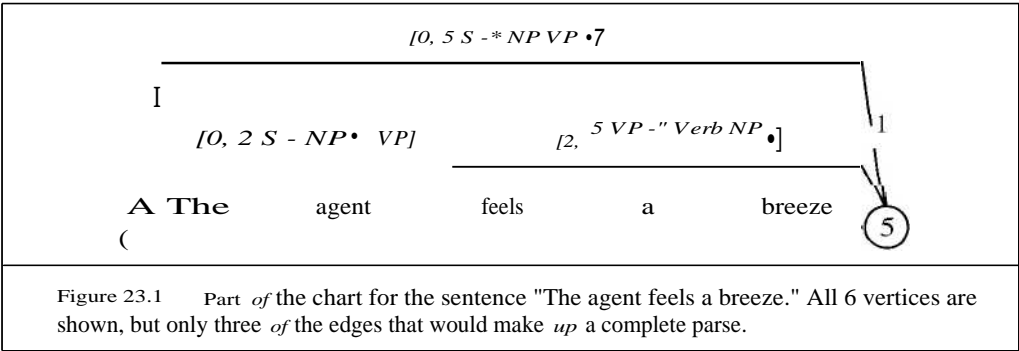 [0, 5 S -* NP VP •7
I
[0, 2 S - NP• VP]
[2, 5 VP -" Verb NP •]
1
A The agent feels a breeze
(
5
Figure 23.1 Part of the chart for the sentence "The agent feels a breeze." All 6 vertices are
shown, but only three of the edges that would make up a complete parse.